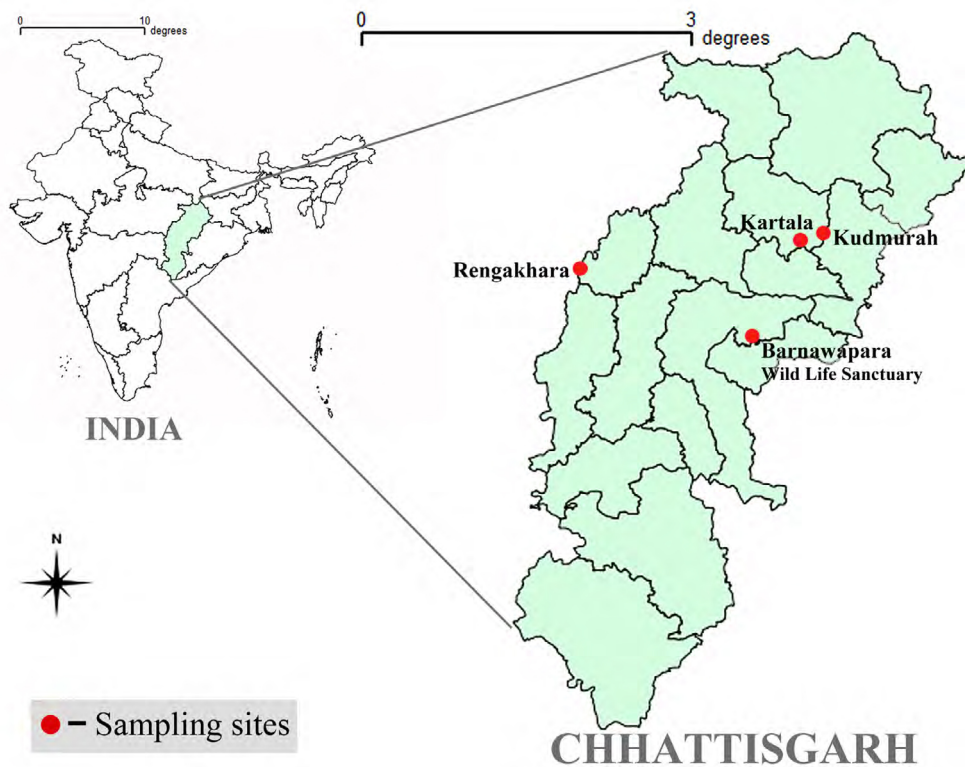 0 10
degrees
0 3
degrees
Kartala
Kudmurah
Rengakhara
Barnawapara
Wild Life Sanctuary
INDIA
N
- Sampling sites
CHHATTISGARH